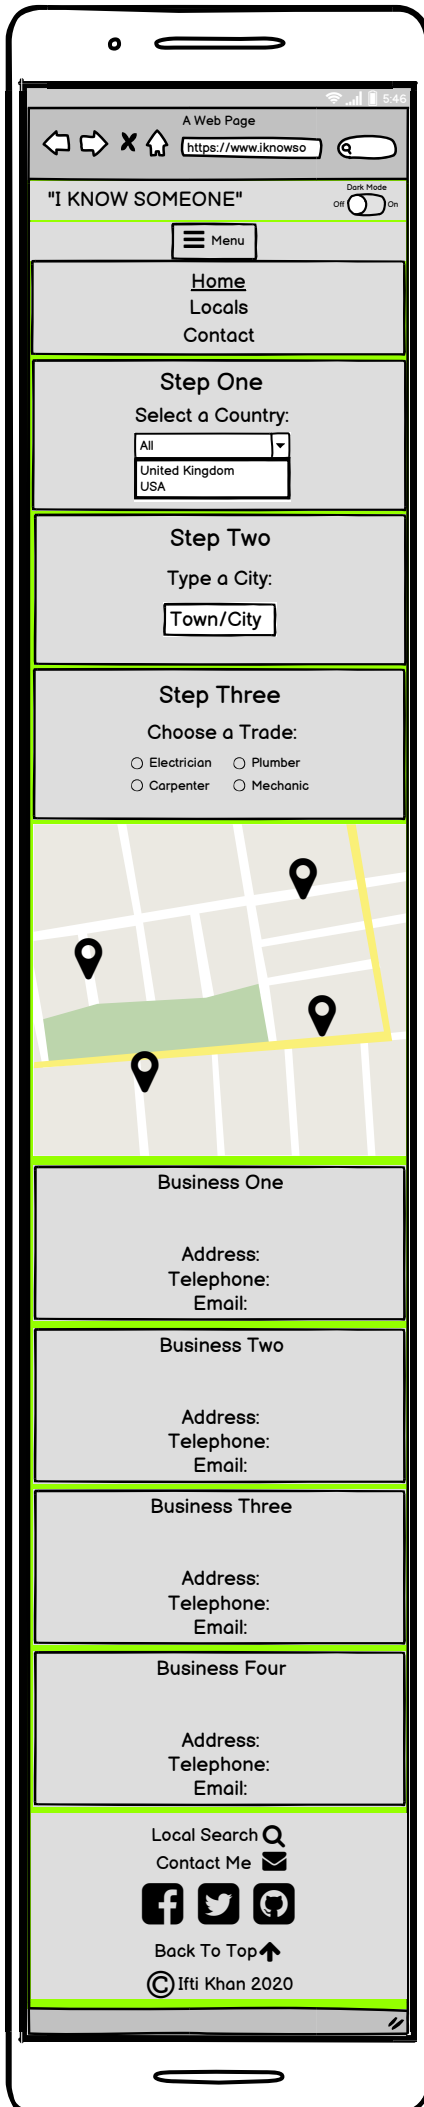 5:46
A Web Page
https://www.iknowso
"I KNOW SOMEONE"
Dark Mode
Off On
Menu
Home
Locals
Contact
Step One
Select a Country:
All
United Kingdom
USA
Step Two
Type a City:
Town/City
Step Three
Choose a Trade:
Electrician Plumber
Carpenter Mechanic
Business One
Address:
Telephone:
Email:
Business Two
Address:
Telephone:
Email:
Business Three
Address:
Telephone:
Email:
Business Four
Address:
Telephone:
Email:
Local Search
Contact Me
Back To Top
© Ifti Khan 2020